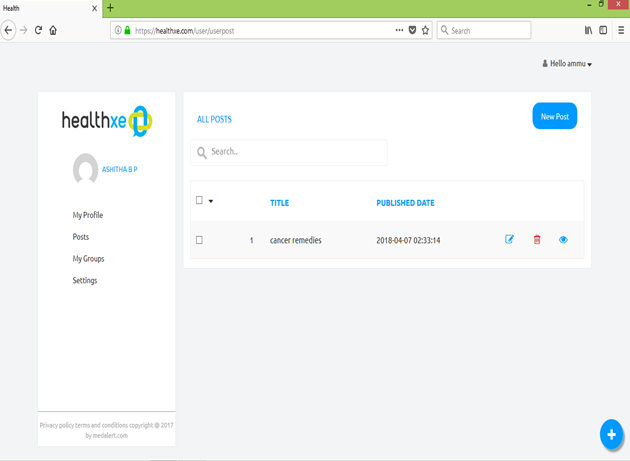 Health
X
+
https://healthxe.com/user/userpost
Search
Hello ammu
healthxe
ASHITHA B P
My Profile
Posts
My Groups
Settings
Privacy policy terms and conditions copyright @ 2017
by medalert.com
ALL POSTS
New Post
Search..
TITLE PUBLISHED DATE
1 cancer remedies 2018-04-07 02:33:14
+